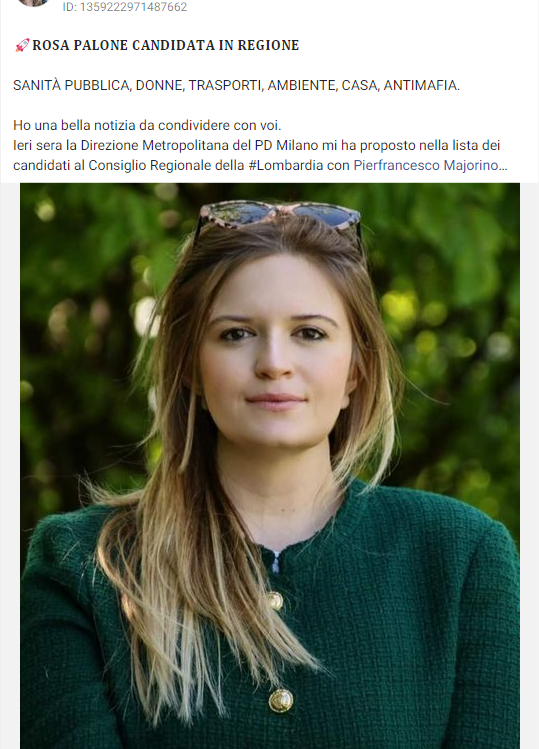 ID: 1359222971487662
🚀ROSA PALONE CANDIDATA IN REGIONE
SANITÀ PUBBLICA, DONNE, TRASPORTI, AMBIENTE, CASA, ANTIMAFIA.
Ho una bella notizia da condividere con voi.
Ieri sera la Direzione Metropolitana del PD Milano mi ha proposto nella lista dei
candidati al Consiglio Regionale della #Lombardia con Pierfrancesco Majorino...